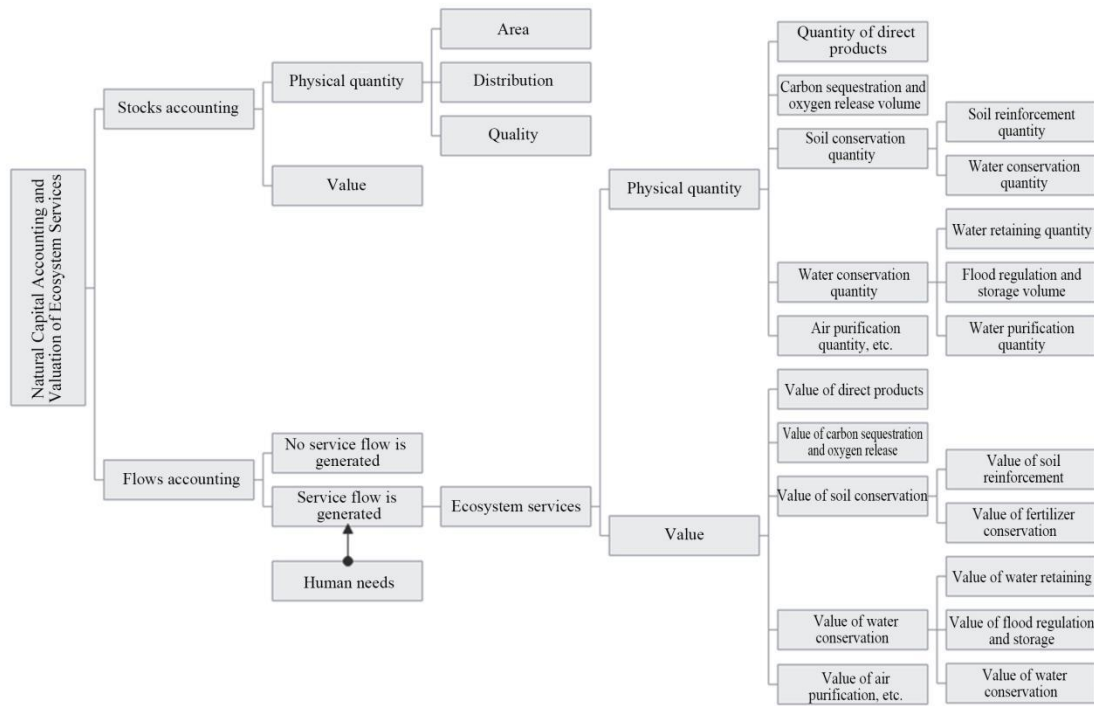 Natural Capital Accounting and
Valuation of Ecosystem Services
Stocks accounting
Physical quantity
Area
Distribution
Quality
Value
Flows accounting
No service flow is
generated
Service flow is
generated
Human needs
Ecosystem services
Physical quantity
Quantity of direct
products
Carbon sequestration and
oxygen release volume
Soil conservation
quantity
Soil reinforcement
quantity
Water conservation
quantity
Water conservation
quantity
Water retaining quantity
Flood regulation and
storage volume
Water purification
quantity
Air purification
quantity, etc.
Value
Value of direct products
Value of carbon sequestration
and oxygen release
Value of soil conservation
Value of soil
reinforcement
Value of fertilizer
conservation
Value of water
conservation
Value of water retaining
Value of flood regulation
and storage
Value of water
conservation
Value of air
purification, etc.